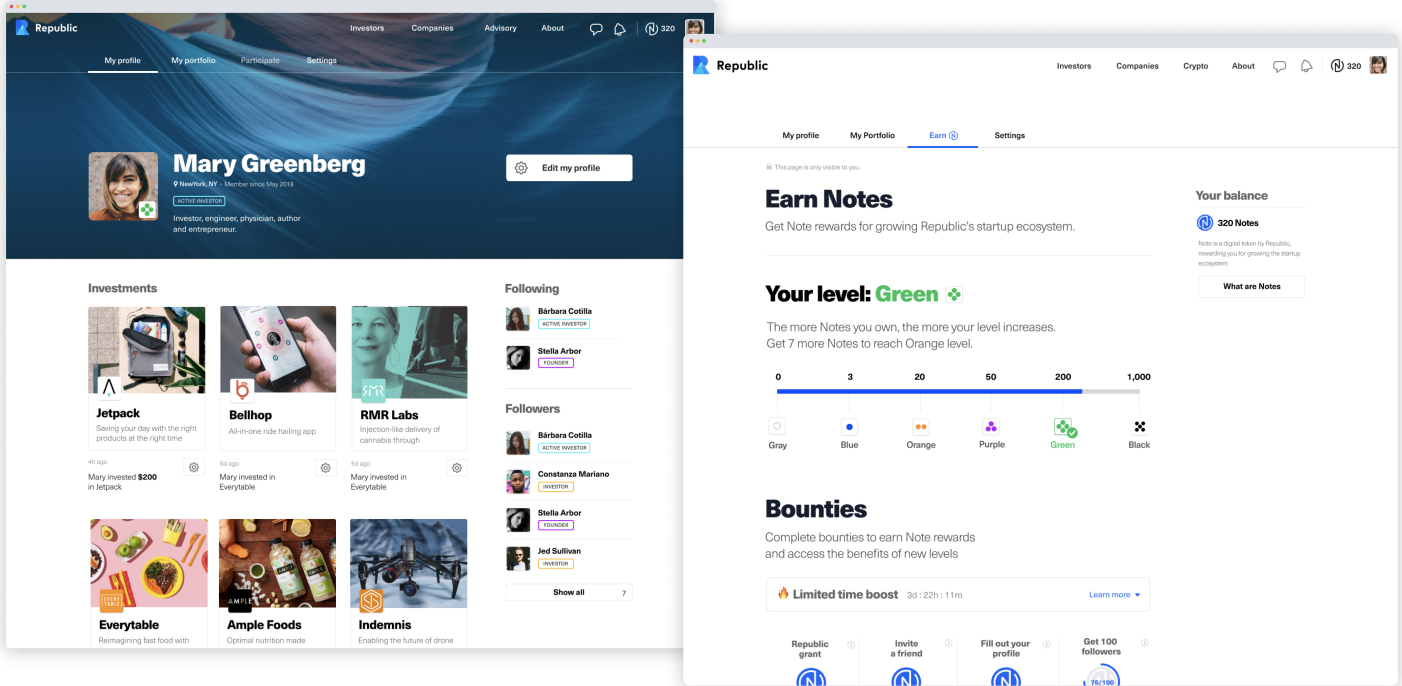 Republic
Investors
Companies
Advisory
About
320
My profile
My portfolio
Participate
Settings
Mary Greenberg
NewYork, NY - Member since May 2018
ACTIVE INVESTOR
Investor, engineer, physician, author
and entrepreneur.
Edit my profile
Investments
Jetpack
Saving your day with the right
products at the right time
4h ago
Mary invested $200
in Jetpack
Bellhop
All-in-one ride hailing app
5d ago
Mary invested in
Everytable
RMR
RMR Labs
Injection-like delivery of
cannabis through
5d ago
Mary invested in
Everytable
EVERY
TABLE
Everytable
Reimagining fast food with
AMPLE
Ample Foods
Optimal nutrition made
Indemnis
Enabling the future of drone
Following
Bárbara Cotilla
ACTIVE INVESTOR
Stella Arbor
FOUNDER
Followers
Bárbara Cotilla
ACTIVE INVESTOR
Constanza Mariano
INVESTOR
Stella Arbor
FOUNDER
Jed Sullivan
INVESTOR
Show all 7
Republic
Investors
Companies
Crypto
About
320
My profile
My Portfolio
Earn
Settings
This page is only visible to you.
Earn Notes
Get Note rewards for growing Republic's startup ecosystem.
Your level: Green
The more Notes you own, the more your level increases.
Get 7 more Notes to reach Orange level.
0 3 20 50 200 1,000
Gray Blue Orange Purple Green Black
Bounties
Complete bounties to earn Note rewards
and access the benefits of new levels
Limited time boost 3d : 22h : 11m Learn more
Republic
grant
Invite
a friend
Fill out your
profile
Get 100
followers
75/100
Your balance
320 Notes
Note is a digital token by Republic,
rewarding you for growing the startup
ecosystem
What are Notes